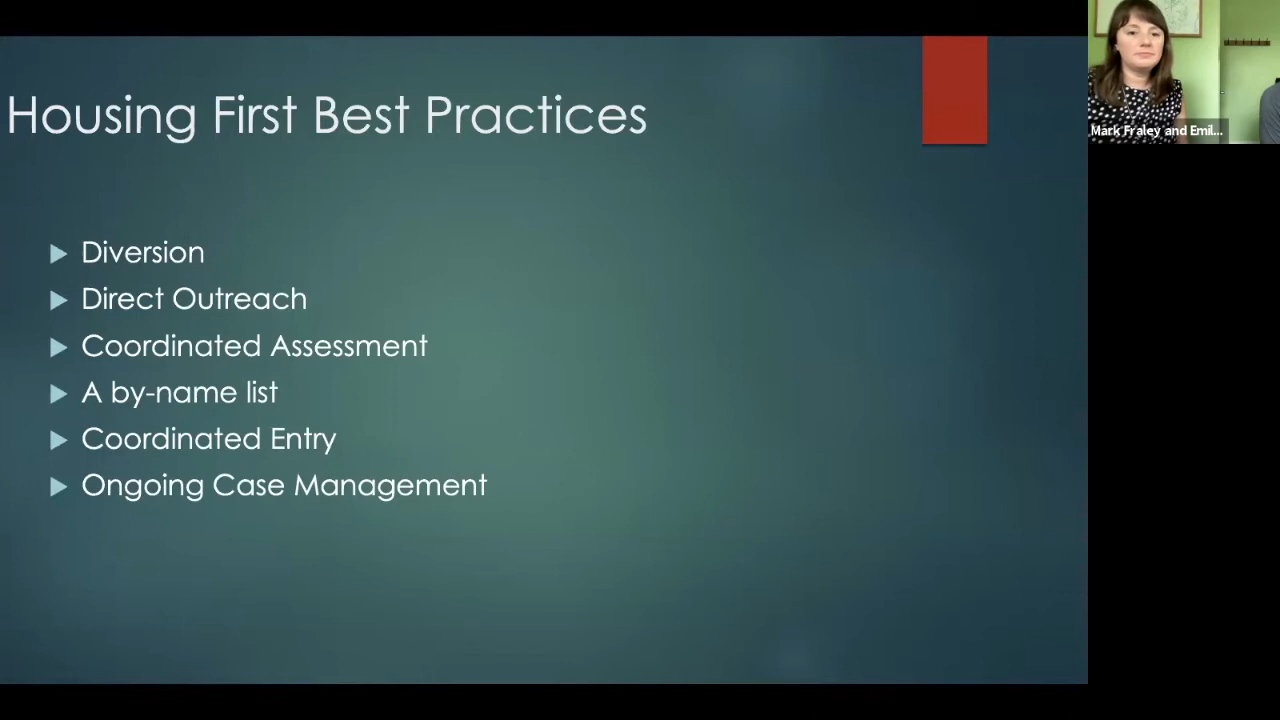 Housing First Best Practices
Diversion
Direct Outreach
Coordinated Assessment
A by-name list
Coordinated Entry
Ongoing Case Management
Mark Fraley and Emil...